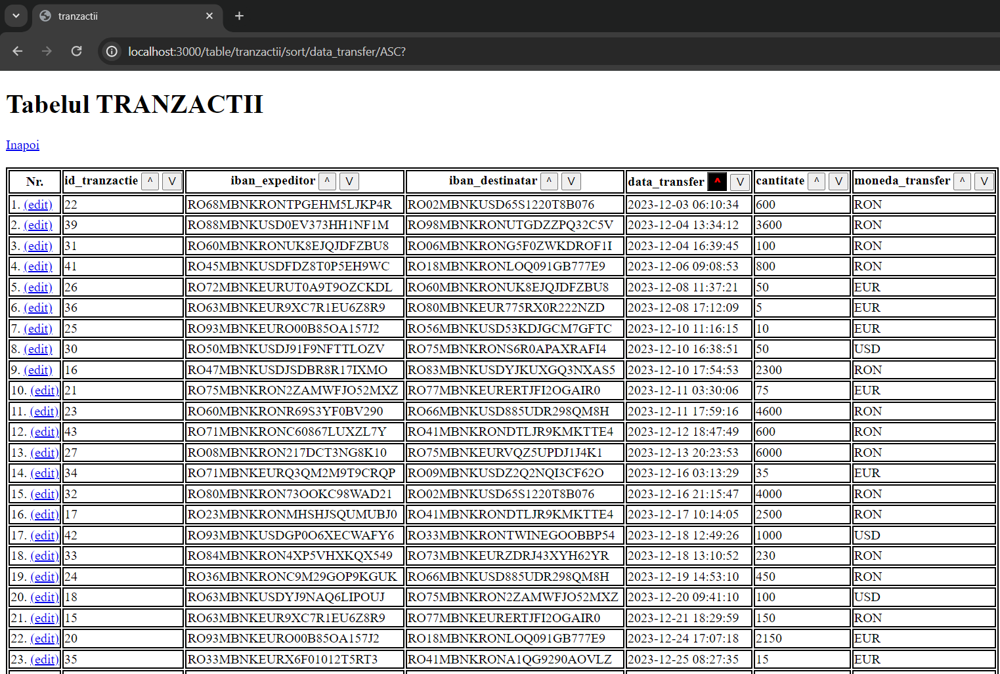 tranzactii
localhost:3000/table/tranzactii/sort/data_transfer/ASC?
Tabelul TRANZACTII
Inapoi
Nr. id_tranzactie ^ V iban_expeditor ^ V iban_destinatar ^ V data_transfer ^ V cantitate ^ V moneda_transfer ^ V
1. (edit) 22 RO68MBNKRONTPGEHM5LJKP4R RO02MBNKUSD65S1220T8B076 2023-12-03 06:10:34 600 RON
2. (edit) 39 RO88MBNKUSD0EV373HH1NF1M RO98MBNKRONUTGDZZPQ32C5V 2023-12-04 13:34:12 3600 RON
3. (edit) 31 RO60MBNKRONUK8EJQJDFZBU8 RO06MBNKRONG5F0ZWKDROF1I 2023-12-04 16:39:45 100 RON
4. (edit) 41 RO45MBNKUSDFDZ8T0P5EH9WC RO18MBNKRONLOQ091GB777E9 2023-12-06 09:08:53 800 RON
5. (edit) 26 RO72MBNKEURUT0A9T9OZCKDL RO60MBNKRONUK8EJQJDFZBU8 2023-12-08 11:37:21 50 EUR
6. (edit) 36 RO63MBNKEUR9XC7R1EU6Z8R9 RO80MBNKEUR775RX0R222NZD 2023-12-08 17:12:09 5 EUR
7. (edit) 25 RO93MBNKEURO00B85OA157J2 RO56MBNKUSD53KDJGCM7GFTC 2023-12-10 11:16:15 10 EUR
8. (edit) 30 RO50MBNKUSDJ91F9NFTTLOZV RO75MBNKRONS6R0APAXRAFI4 2023-12-10 16:38:51 50 USD
9. (edit) 16 RO47MBNKUSDJSDBR8R17IXMO RO83MBNKUSDYJKUXGQ3NXAS5 2023-12-10 17:54:53 2300 RON
10. (edit) 21 RO75MBNKRON2ZAMWFJO52MXZ RO77MBNKEURERTJFI2OGAIR0 2023-12-11 03:30:06 75 EUR
11. (edit) 23 RO60MBNKRONR69S3YF0BV290 RO66MBNKUSD885UDR298QM8H 2023-12-11 17:59:16 4600 RON
12. (edit) 43 RO71MBNKRONC60867LUXZL7Y RO41MBNKRONDTLJR9KMKTTE4 2023-12-12 18:47:49 600 RON
13. (edit) 27 RO08MBNKRON217DCT3NG8K10 RO75MBNKEURVQZ5UPDJ1J4K1 2023-12-13 20:23:53 6000 RON
14. (edit) 34 RO71MBNKEURQ3QM2M9T9CRQP RO09MBNKUSDZ2Q2NQI3CF62O 2023-12-16 03:13:29 35 EUR
15. (edit) 32 RO80MBNKRON73OOKC98WAD21 RO02MBNKUSD65S1220T8B076 2023-12-16 21:15:47 4000 RON
16. (edit) 17 RO23MBNKRONMHSHJSQUMUBJ0 RO41MBNKRONDTLJR9KMKTTE4 2023-12-17 10:14:05 2500 RON
17. (edit) 42 RO93MBNKUSDGP0O6XECWAFY6 RO33MBNKRONTWINEGOOBBP54 2023-12-18 12:49:26 1000 USD
18. (edit) 33 RO84MBNKRON4XP5VHXKQX549 RO73MBNKEURZDRJ43XYH62YR 2023-12-18 13:10:52 230 RON
19. (edit) 24 RO36MBNKRONC9M29GOP9KGUK RO66MBNKUSD885UDR298QM8H 2023-12-19 14:53:10 450 RON
20. (edit) 18 RO63MBNKUSDYJ9NAQ6LIPOUJ RO75MBNKRON2ZAMWFJO52MXZ 2023-12-20 09:41:10 100 USD
21. (edit) 15 RO63MBNKEUR9XC7R1EU6Z8R9 RO77MBNKEURERTJFI2OGAIR0 2023-12-21 18:29:59 150 RON
22. (edit) 20 RO93MBNKEURO00B85OA157J2 RO18MBNKRONLOQ091GB777E9 2023-12-24 17:07:18 2150 EUR
23. (edit) 35 RO33MBNKEURX6F01012T5RT3 RO41MBNKRONA1QG9290AOVLZ 2023-12-25 08:27:35 15 EUR